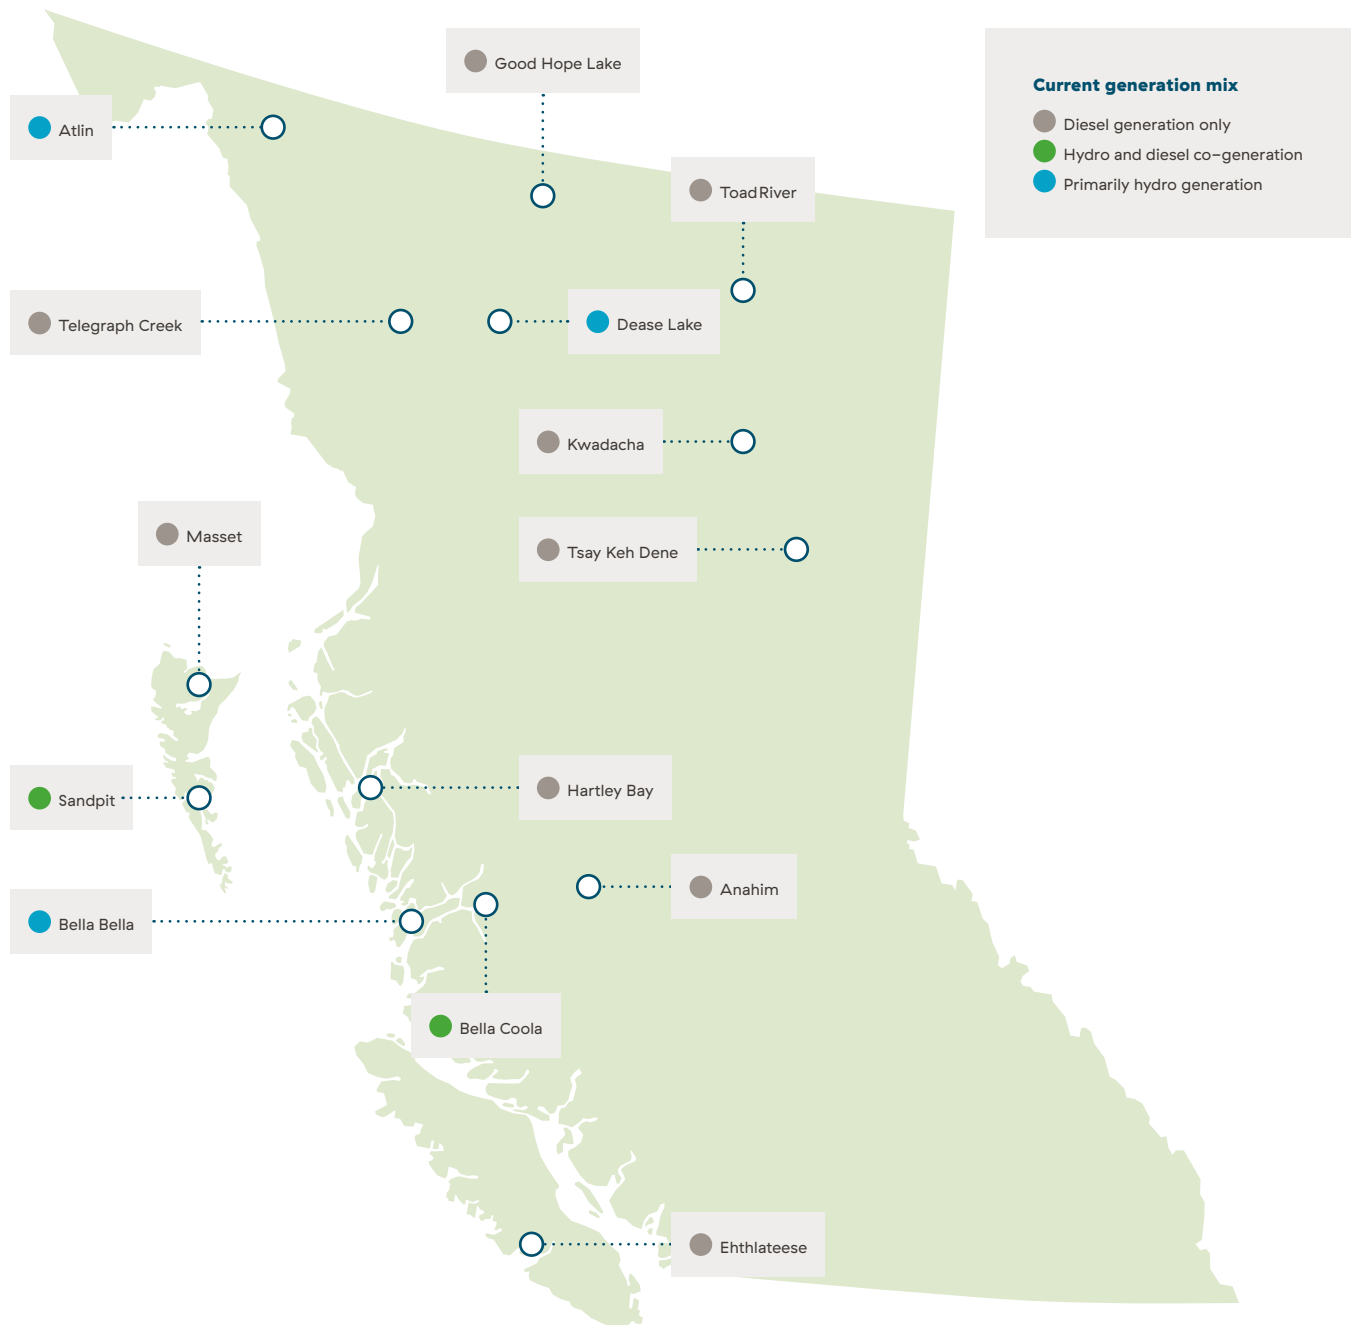 Good Hope Lake
Current generation mix
Diesel generation only
Hydro and diesel co-generation
Primarily hydro generation
Atlin
Toad River
Telegraph Creek
Dease Lake
Kwadacha
Masset
Tsay Keh Dene
Hartley Bay
Sandpit
Anahim
Bella Bella
Bella Coola
Ehthlateese